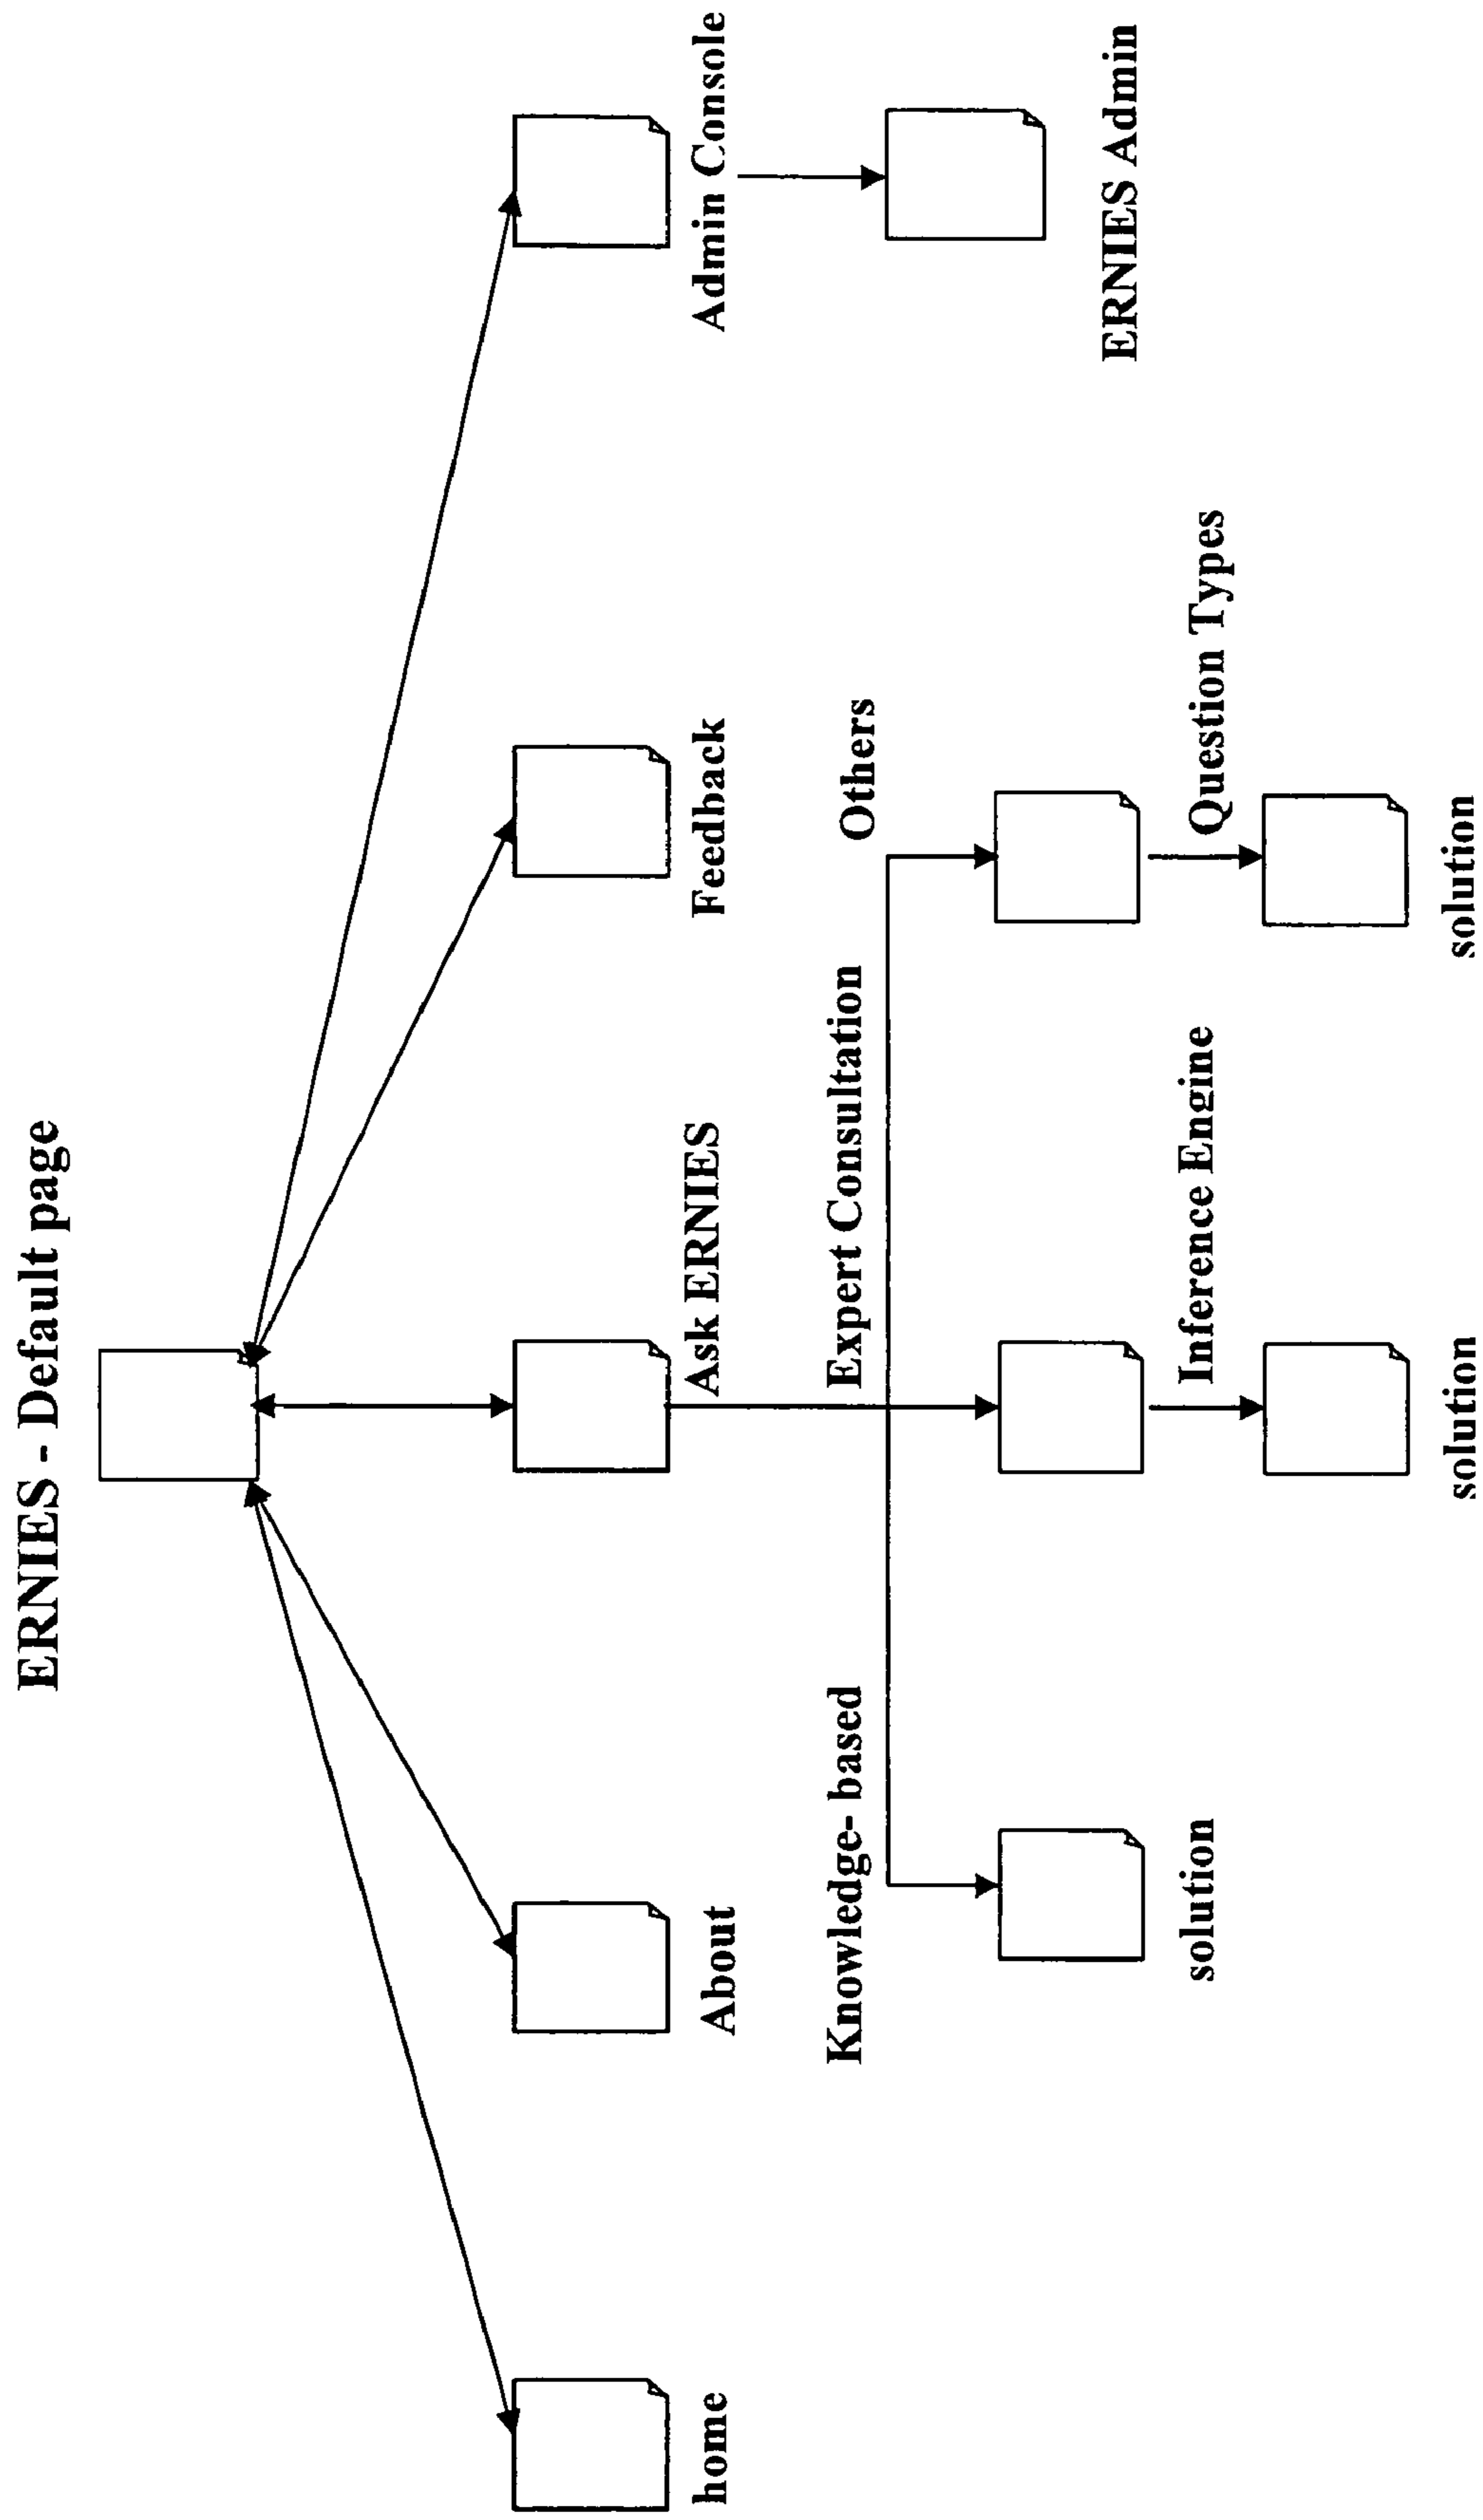 ERNIES - Default page
home
About
Ask ERNIES
Feedback
Admin Console
Knowledge- based
Expert Consultation
Others
ERNIES Admin
solution
Inference Engine
Question Types
solution
solution